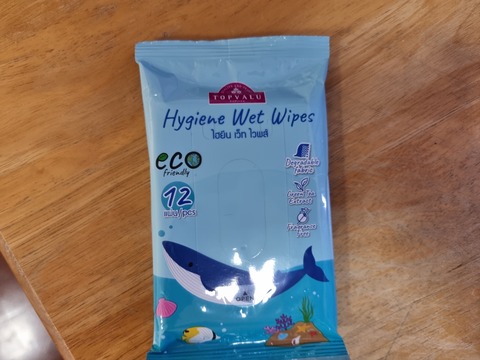 TOPVALU
Hygiene Wet Wipes
ไฮยีน เว็ท ไวพส์
eco
friendly
12
แผ่น/pcs
Degradable
fabric
Green Tea
Extract
Fragrance
free
OPEN